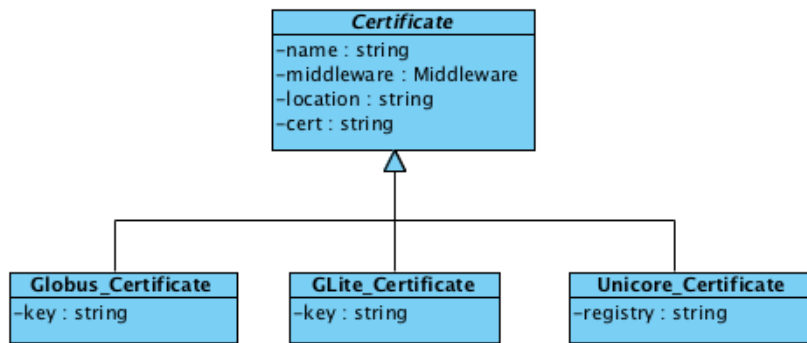 Certificate
-name : string
-middleware : Middleware
-location : string
-cert : string
Globus_Certificate
-key : string
GLite_Certificate
-key : string
Unicore_Certificate
-registry : string